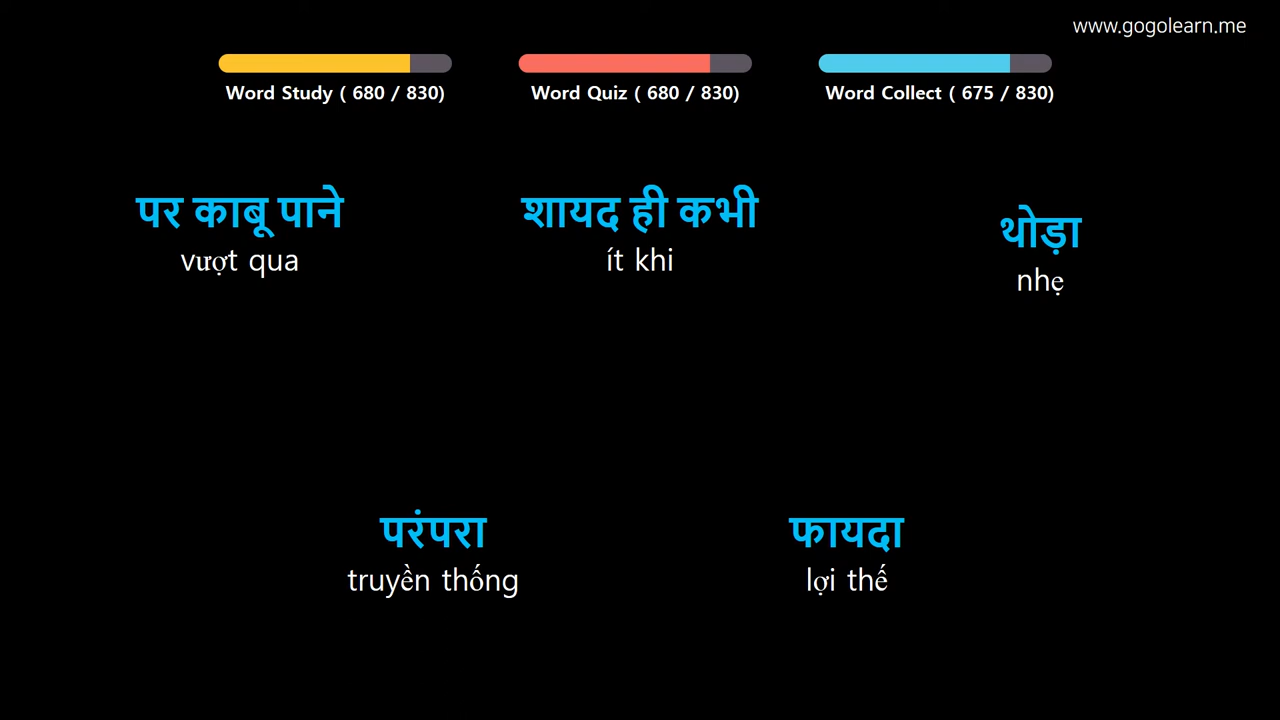 www.gogolearn.me
Word Study ( 680 / 830)
Word Quiz ( 680 / 830)
Word Collect ( 675 / 830)
पर काबू पाने
vượt qua
शायद ही कभी
ít khi
थोड़ा
nhẹ
परंपरा
truyền thống
फायदा
lợi thế